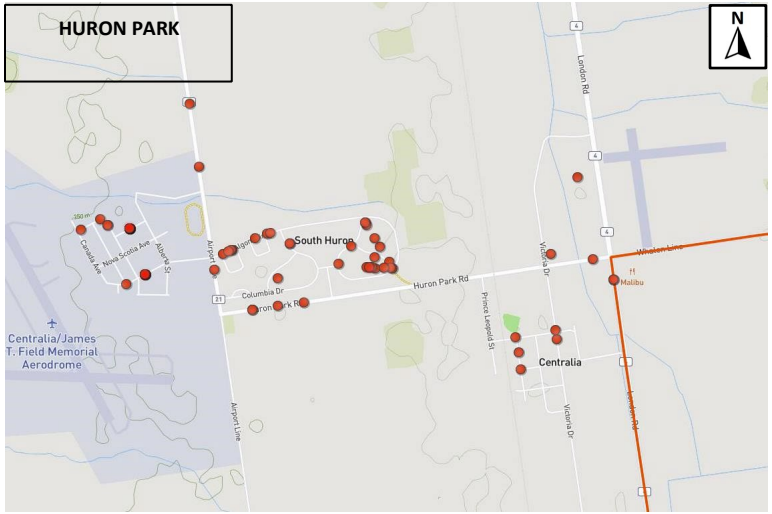 HURON PARK
N
4
London Rd
4
4
Whalen Line
Malibu
~350 m
Canada Ave
Nova Scotia Ave
Alberta St
Airport Line
South Huron
Columbia Dr
Huron Park Rd
Huron Park Rd
21
Victoria Dr
Prince Leopold St
Centralia/James
T. Field Memorial
Aerodrome
Centralia
Airport Line
Victoria Dr
London Rd